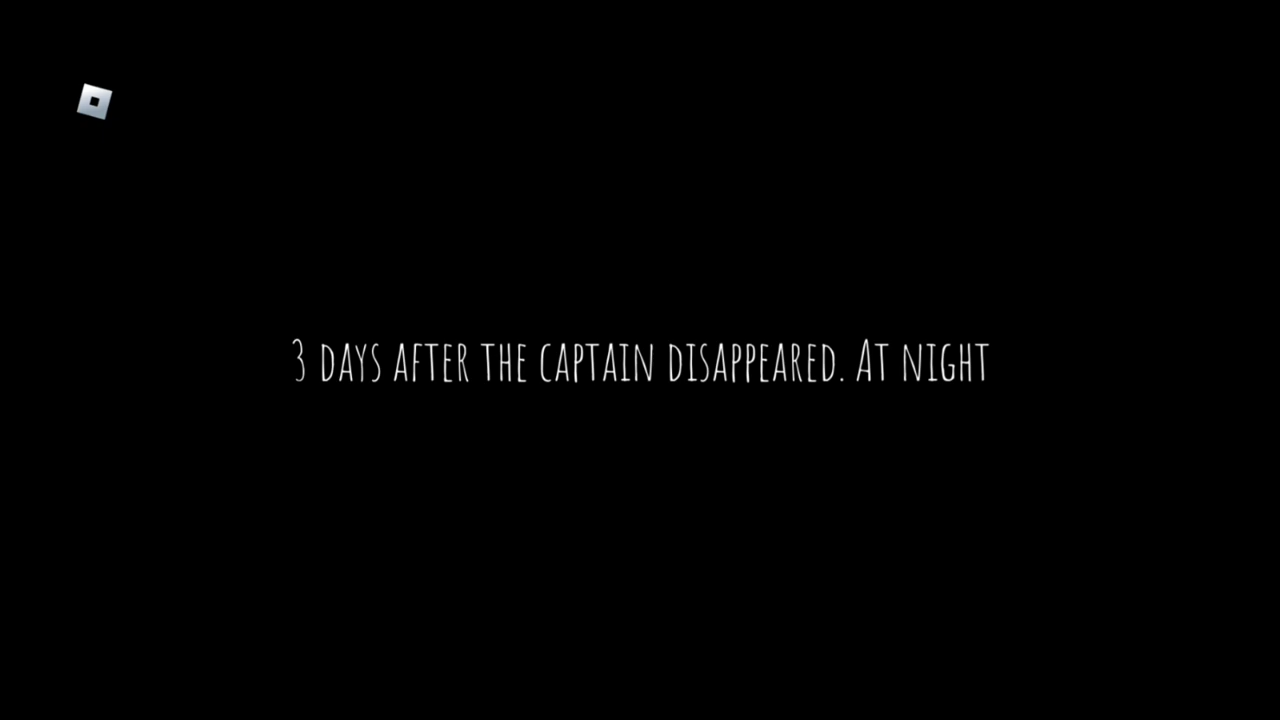 3 DAYS AFTER THE CAPTAIN DISAPPEARED. AT NIGHT